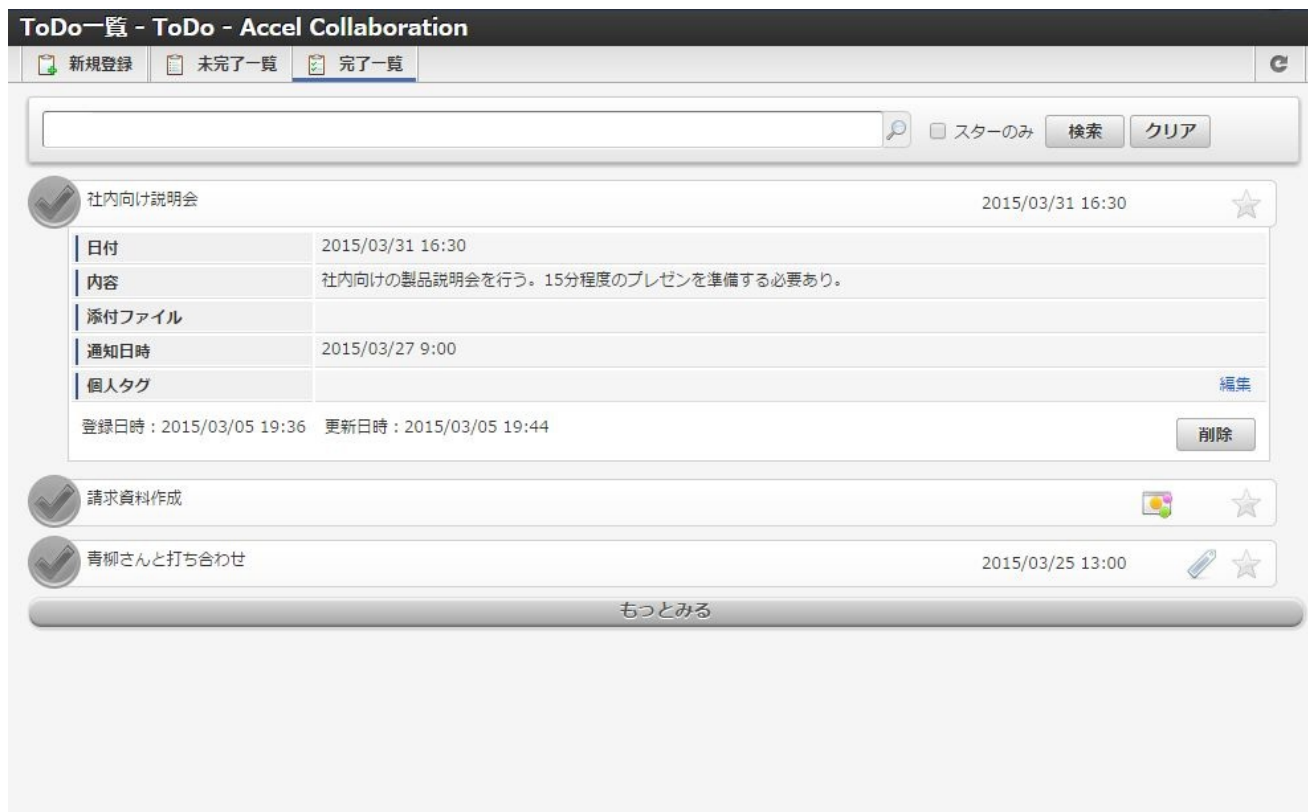 ToDo一覧 - ToDo - Accel Collaboration
新規登録 未完了一覧 完了一覧
スターのみ 検索 クリア
社内向け説明会 2015/03/31 16:30
日付 2015/03/31 16:30
内容 社内向けの製品説明会を行う。15分程度のプレゼンを準備する必要あり。
添付ファイル
通知日時 2015/03/27 9:00
個人タグ 編集
登録日時：2015/03/05 19:36 更新日時：2015/03/05 19:44 削除
請求資料作成
青柳さんと打ち合わせ 2015/03/25 13:00
もっとみる